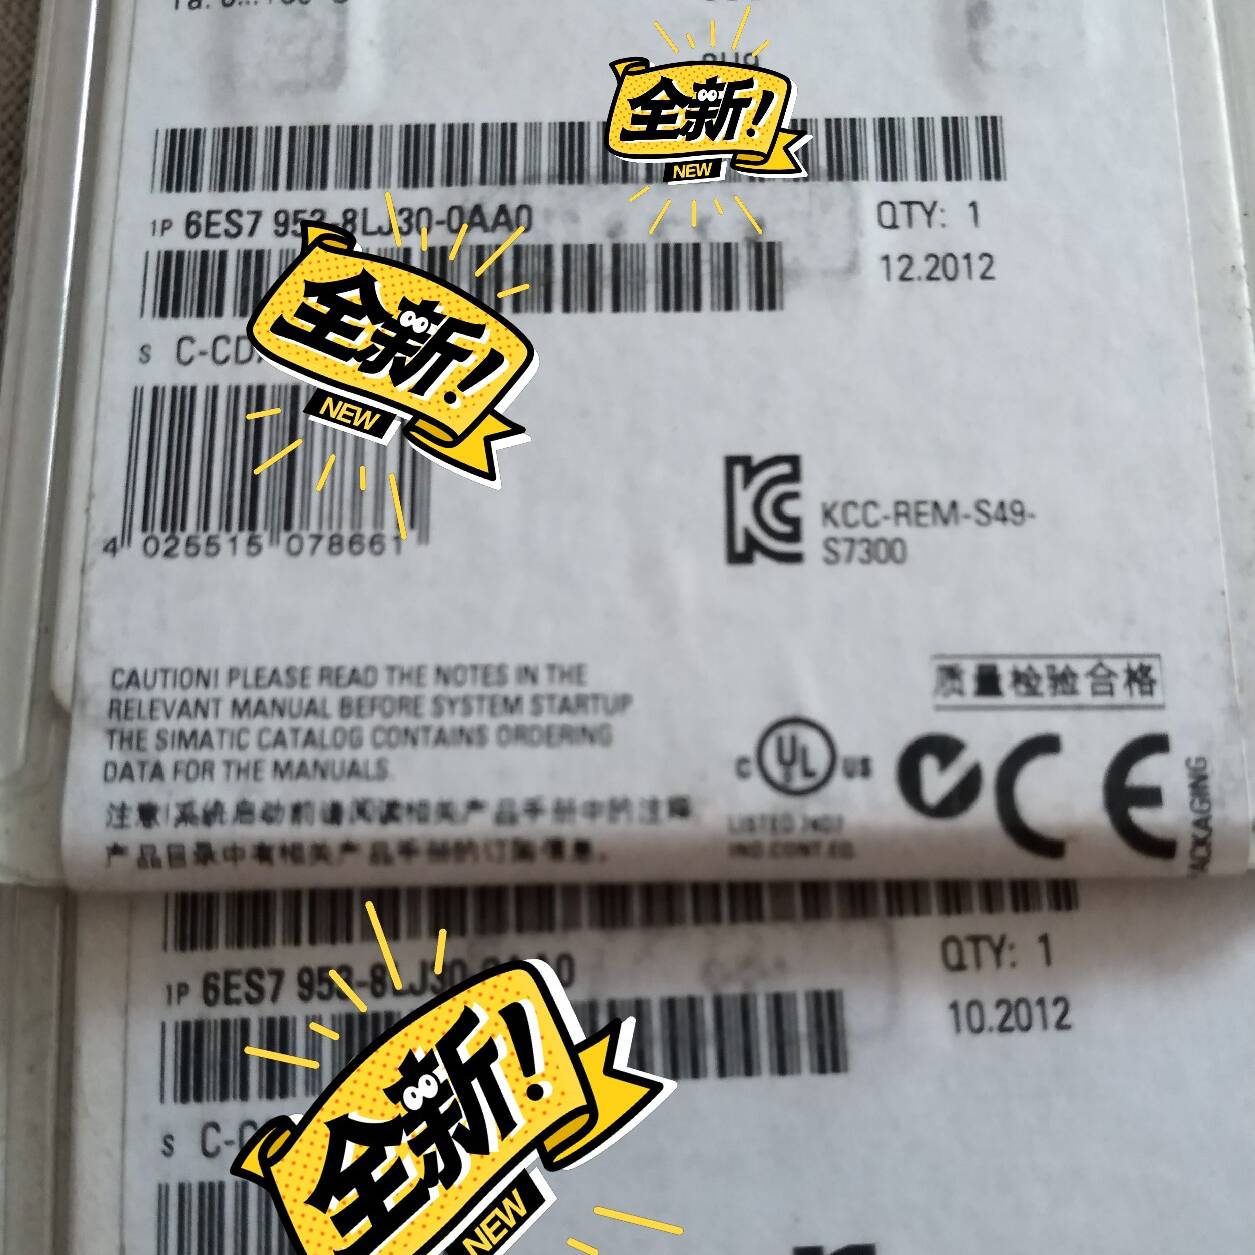 全新!
NEW
1P 6ES7 953-8LJ30-0AA0
QTY: 1
12.2012
全新!
NEW
S C-CD
4 025515 078661
KCC-REM-S49-
S7300
CAUTION! PLEASE READ THE NOTES IN THE
RELEVANT MANUAL BEFORE SYSTEM STARTUP
THE SIMATIC CATALOG CONTAINS ORDERING
DATA FOR THE MANUALS.
注意!系统启动前请阅读相关产品手册中的注释
产品目录中有相关产品手册的订购信息。
质量检验合格
C UL US
LISTED
IND.CONT.EQ.
CE
PACKAGING
1P 6ES7 953-8LJ30-0AA0
QTY: 1
10.2012
S C-C
全新!
NEW